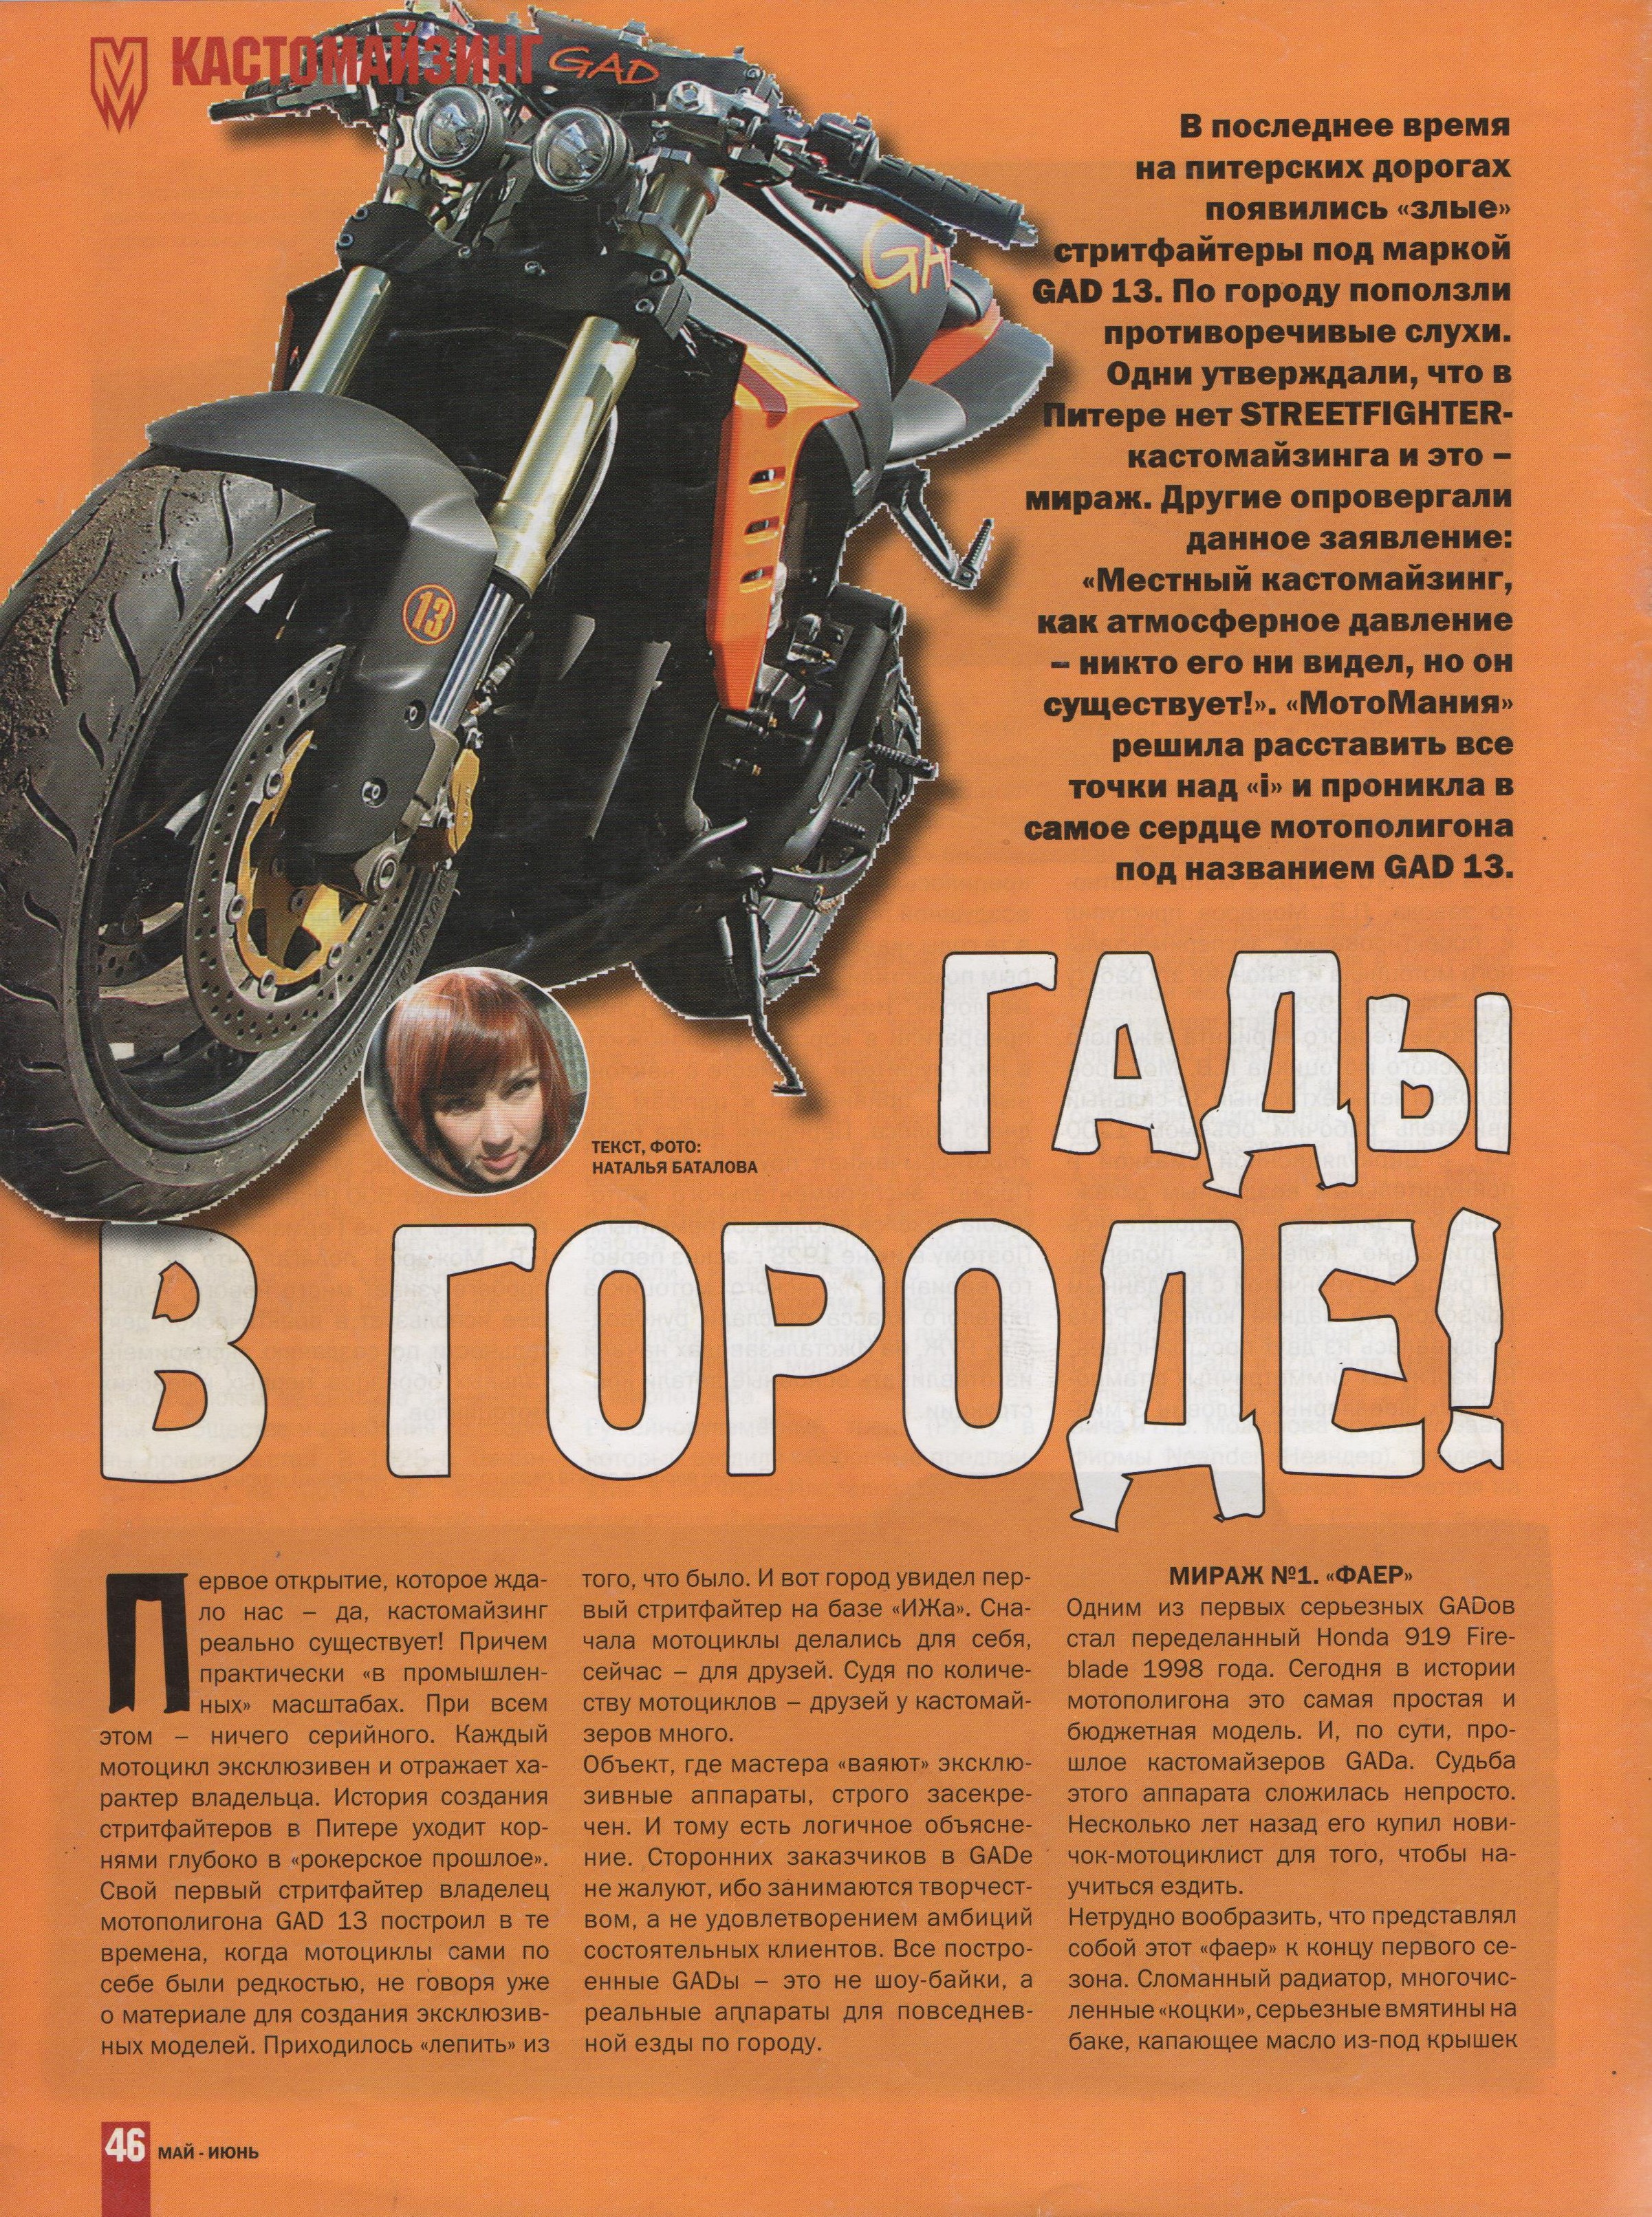 КАСТОМАЙЗИНГ
GAD
GA
13
В последнее время
на питерских дорогах
появились «злые»
стритфайтеры под маркой
GAD 13. По городу поползли
противоречивые слухи.
Одни утверждали, что в
Питере нет STREETFIGHTER-
кастомайзинга и это –
мираж. Другие опровергали
данное заявление:
«Местный кастомайзинг,
как атмосферное давление
– никто его ни видел, но он
существует!». «МотоМания»
решила расставить все
точки над «i» и проникла в
самое сердце мотополигона
под названием GAD 13.
ТЕКСТ, ФОТО:
НАТАЛЬЯ БАТАЛОВА
ГАДЫ
В ГОРОДЕ!
Первое открытие, которое жда-
ло нас – да, кастомайзинг
реально существует! Причем
практически «в промышлен-
ных» масштабах. При всем
этом – ничего серийного. Каждый
мотоцикл эксклюзивен и отражает ха-
рактер владельца. История создания
стритфайтеров в Питере уходит кор-
нями глубоко в «рокерское прошлое».
Свой первый стритфайтер владелец
мотополигона GAD 13 построил в те
времена, когда мотоциклы сами по
себе были редкостью, не говоря уже
о материале для создания эксклюзив-
ных моделей. Приходилось «лепить» из
того, что было. И вот город увидел пер-
вый стритфайтер на базе «ИЖа». Сна-
чала мотоциклы делались для себя,
сейчас – для друзей. Судя по количе-
ству мотоциклов – друзей у кастомай-
зеров много.
Объект, где мастера «ваяют» эксклю-
зивные аппараты, строго засекре-
чен. И тому есть логичное объясне-
ние. Сторонних заказчиков в GADе
не жалуют, ибо занимаются творчест-
вом, а не удовлетворением амбиций
состоятельных клиентов. Все постро-
енные GADы – это не шоу-байки, а
реальные аппараты для повседнев-
ной езды по городу.
МИРАЖ №1. «ФАЕР»
Одним из первых серьезных GADов
стал переделанный Honda 919 Fire-
blade 1998 года. Сегодня в истории
мотополигона это самая простая и
бюджетная модель. И, по сути, про-
шлое кастомайзеров GADа. Судьба
этого аппарата сложилась непросто.
Несколько лет назад его купил нови-
чок-мотоциклист для того, чтобы на-
учиться ездить.
Нетрудно вообразить, что представлял
собой этот «фаер» к концу первого се-
зона. Сломанный радиатор, многочис-
ленные «коцки», серьезные вмятины на
баке, капающее масло из-под крышек
46 МАЙ - ИЮНЬ